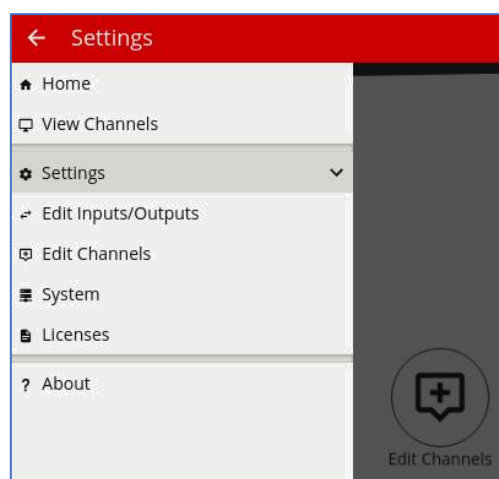 Settings
Home
View Channels
Settings
Edit Inputs/Outputs
Edit Channels
System
Licenses
? About
Edit Channels